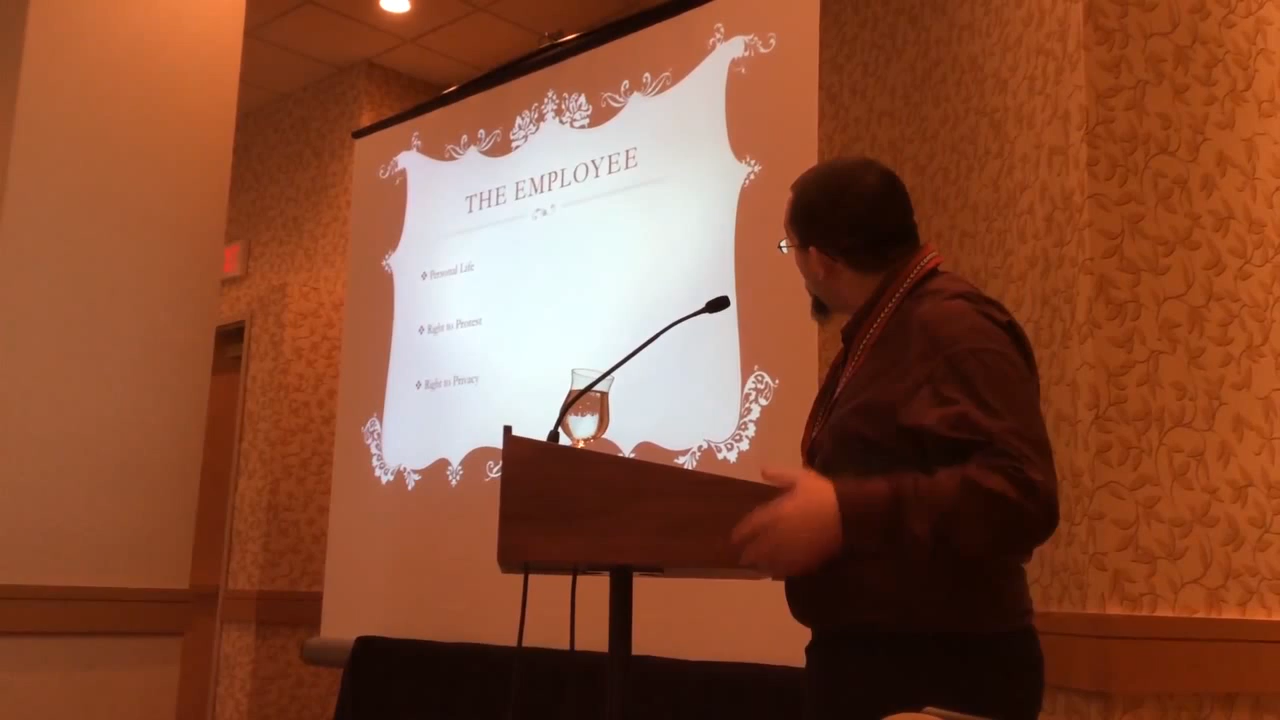 THE EMPLOYEE
❖ Personal Life
❖ Right to Protest
❖ Right to Privacy